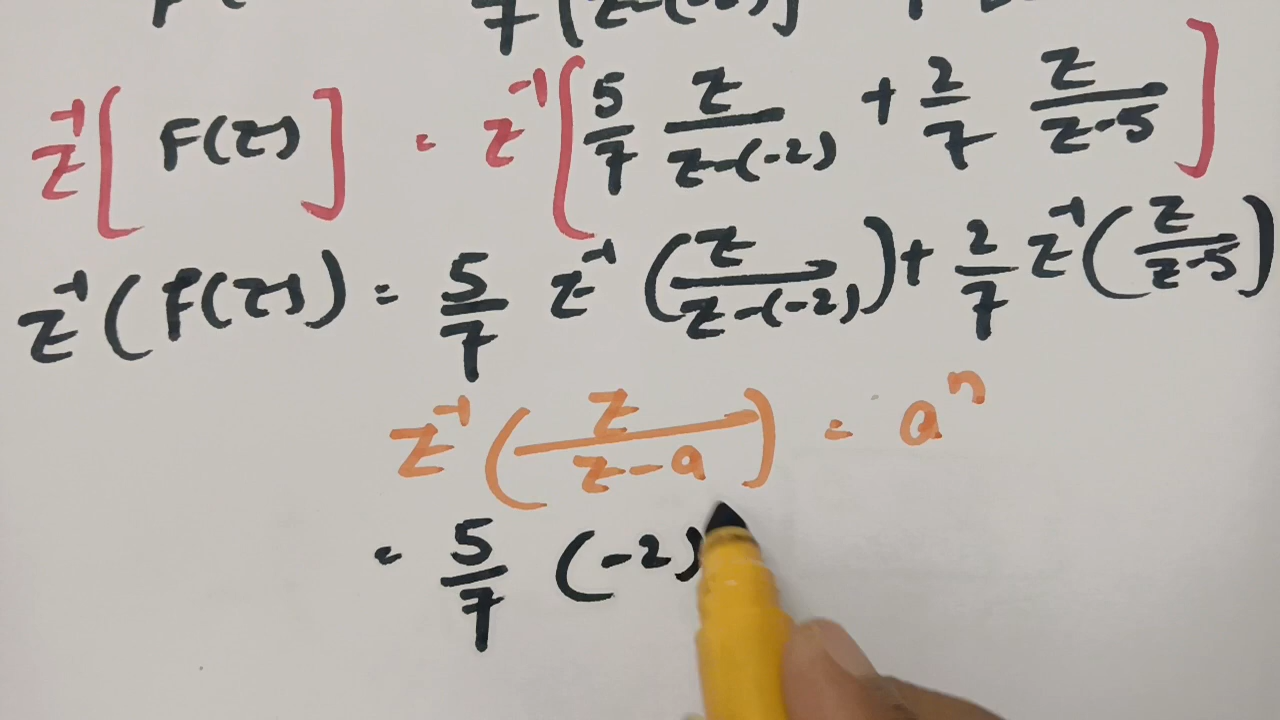 Z⁻¹[F(Z)] = Z⁻¹[5/7 Z/(Z-(-2)) + 2/7 Z/(Z-5)]
Z⁻¹(F(Z)) = 5/7 Z⁻¹(Z/(Z-(-2))) + 2/7 Z⁻¹(Z/(Z-5))
Z⁻¹(Z/(Z-a)) = aⁿ
= 5/7 (-2)